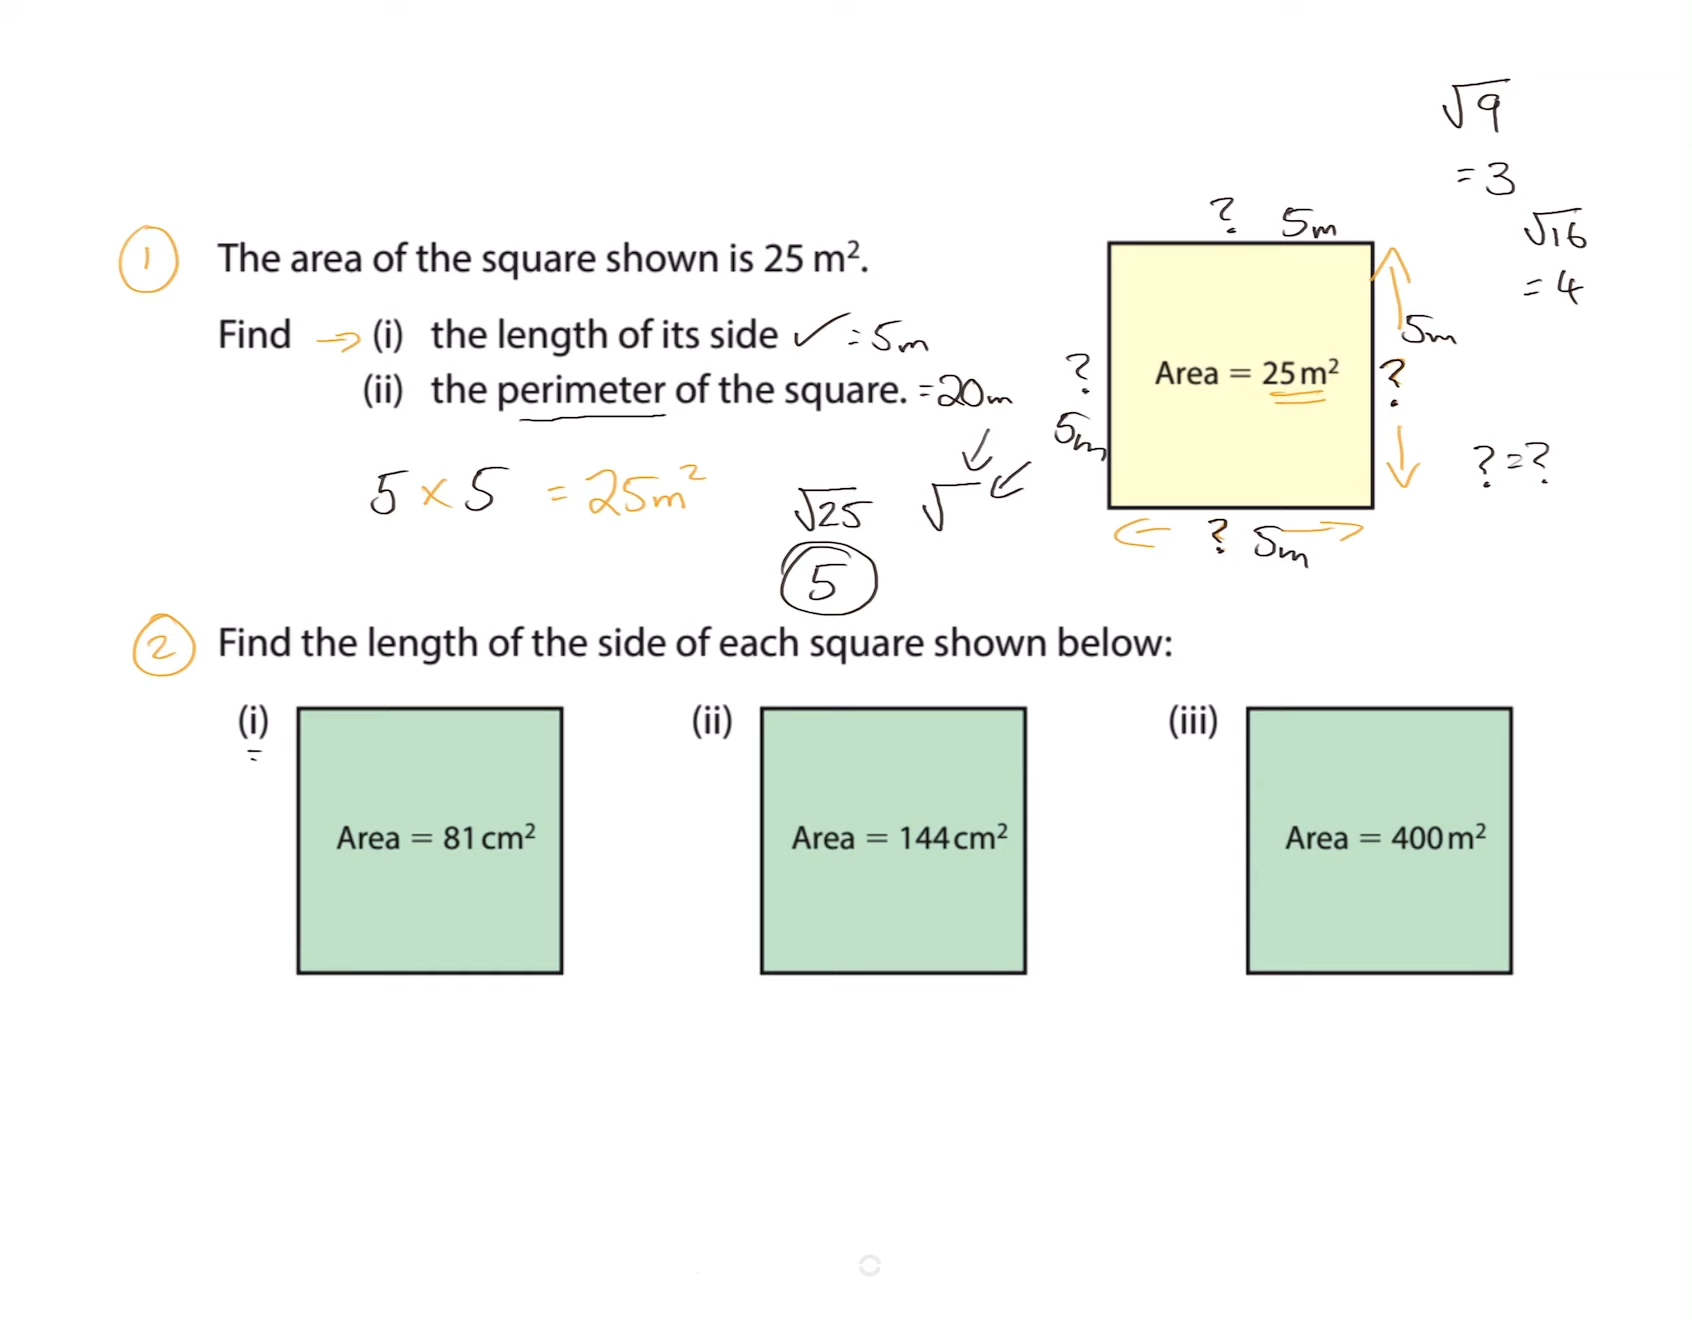 √9
= 3
√16
= 4
? 5m
1 The area of the square shown is 25 m².
Find → (i) the length of its side ✓ = 5m
(ii) the perimeter of the square. = 20m
5m
?
Area = 25 m²
?
5m
5 × 5 = 25m²
√25 √
5
? = ?
? 5m
2 Find the length of the side of each square shown below:
(i) (ii) (iii)
=
Area = 81 cm² Area = 144 cm² Area = 400 m²